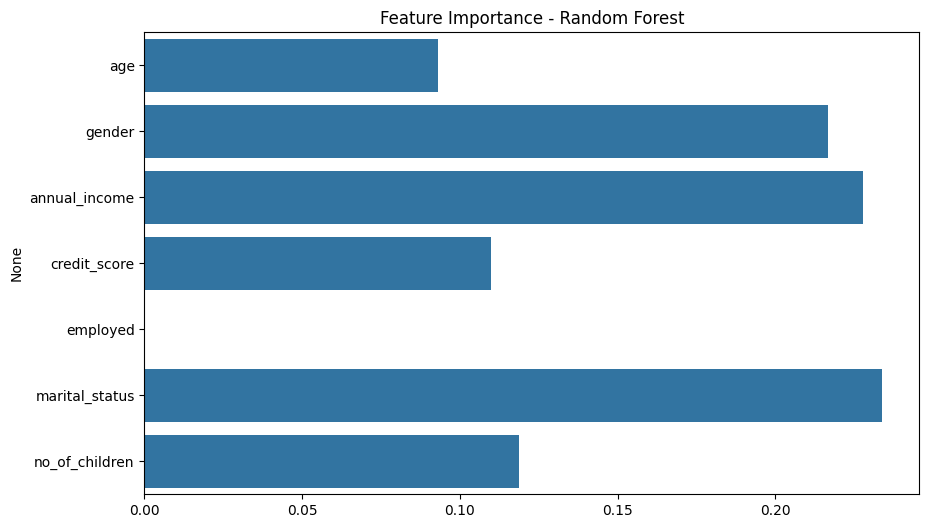 Feature Importance - Random Forest
None
age
gender
annual_income
credit_score
employed
marital_status
no_of_children
0.00 0.05 0.10 0.15 0.20